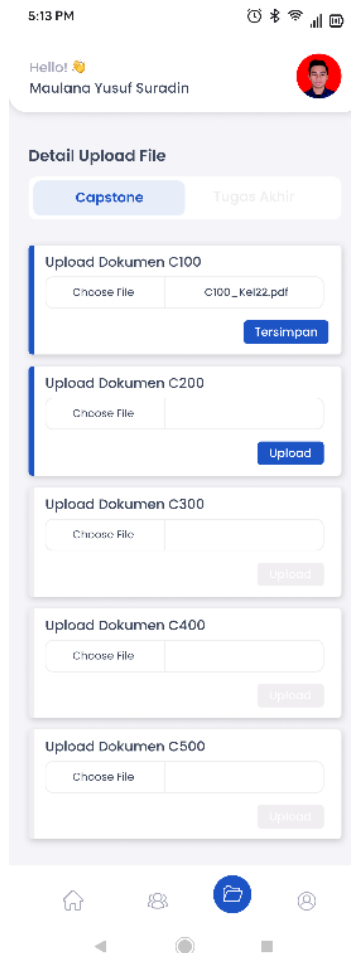 5:13 PM
Hello! 👋
Maulana Yusuf Suradin
Detail Upload File
Capstone Tugas Akhir
Upload Dokumen C100
Choose File C100_Kel22.pdf
Tersimpan
Upload Dokumen C200
Choose File
Upload
Upload Dokumen C300
Choose File
Upload
Upload Dokumen C400
Choose File
Upload
Upload Dokumen C500
Choose File
Upload